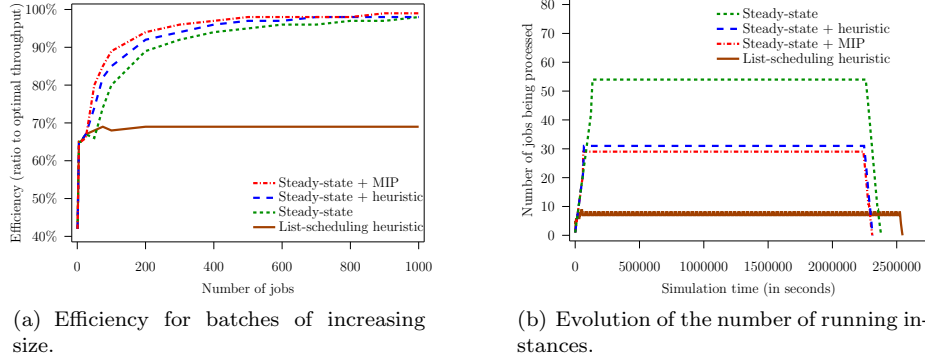 Efficiency (ratio to optimal throughput)
100%
90%
80%
70%
60%
50%
40%
Steady-state + MIP
Steady-state + heuristic
Steady-state
List-scheduling heuristic
0 200 400 600 800 1000
Number of jobs
(a) Efficiency for batches of increasing
size.
Number of jobs being processed
80
70
60
50
40
30
20
10
0
Steady-state
Steady-state + heuristic
Steady-state + MIP
List-scheduling heuristic
0 500000 1000000 1500000 2000000 2500000
Simulation time (in seconds)
(b) Evolution of the number of running in-
stances.